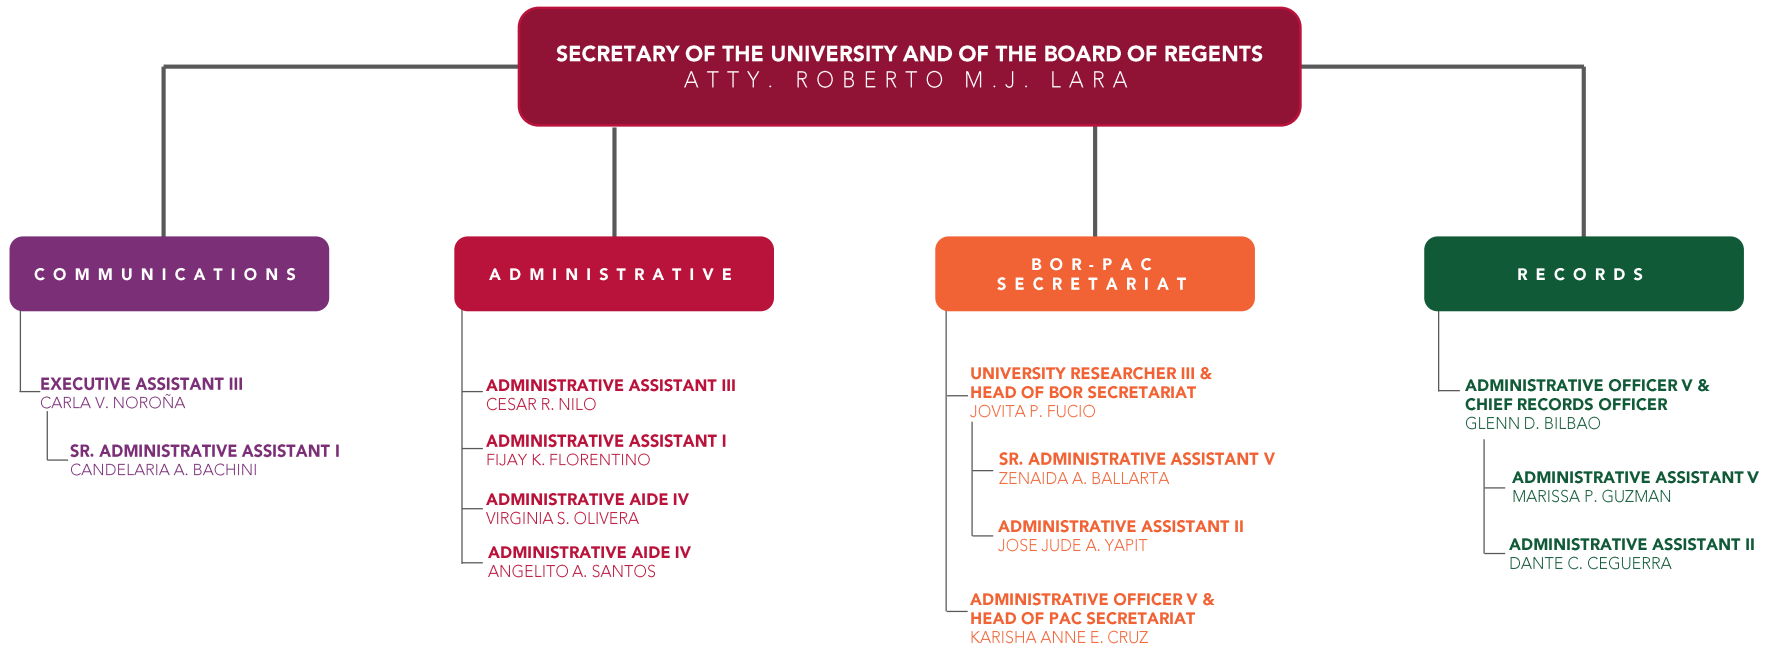 SECRETARY OF THE UNIVERSITY AND OF THE BOARD OF REGENTS
ATTY. ROBERTO M.J. LARA
COMMUNICATIONS
EXECUTIVE ASSISTANT III
CARLA V. NOROÑA
SR. ADMINISTRATIVE ASSISTANT I
CANDELARIA A. BACHINI
ADMINISTRATIVE
ADMINISTRATIVE ASSISTANT III
CESAR R. NILO
ADMINISTRATIVE ASSISTANT I
FIJAY K. FLORENTINO
ADMINISTRATIVE AIDE IV
VIRGINIA S. OLIVERA
ADMINISTRATIVE AIDE IV
ANGELITO A. SANTOS
BOR-PAC
SECRETARIAT
UNIVERSITY RESEARCHER III &
HEAD OF BOR SECRETARIAT
JOVITA P. FUCIO
SR. ADMINISTRATIVE ASSISTANT V
ZENAIDA A. BALLARTA
ADMINISTRATIVE ASSISTANT II
JOSE JUDE A. YAPIT
ADMINISTRATIVE OFFICER V &
HEAD OF PAC SECRETARIAT
KARISHA ANNE E. CRUZ
RECORDS
ADMINISTRATIVE OFFICER V &
CHIEF RECORDS OFFICER
GLENN D. BILBAO
ADMINISTRATIVE ASSISTANT V
MARISSA P. GUZMAN
ADMINISTRATIVE ASSISTANT II
DANTE C. CEGUERRA